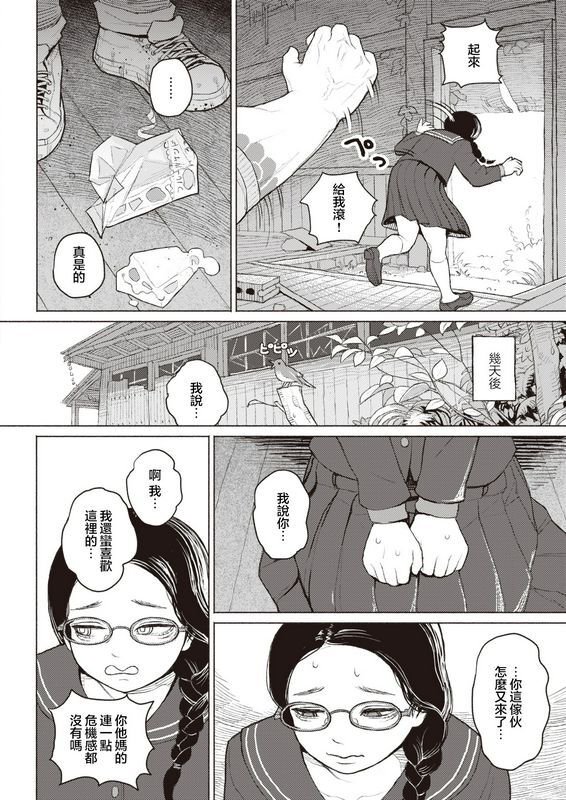 起來
給我滾！
ぺっ
…
真是的
幾天後
ピピッ
我說…
我說你…
啊 我…
我還蠻喜歡
這裡的…
…你這傢伙
怎麼又來了…
你他媽的
連一點
危機感都
沒有嗎